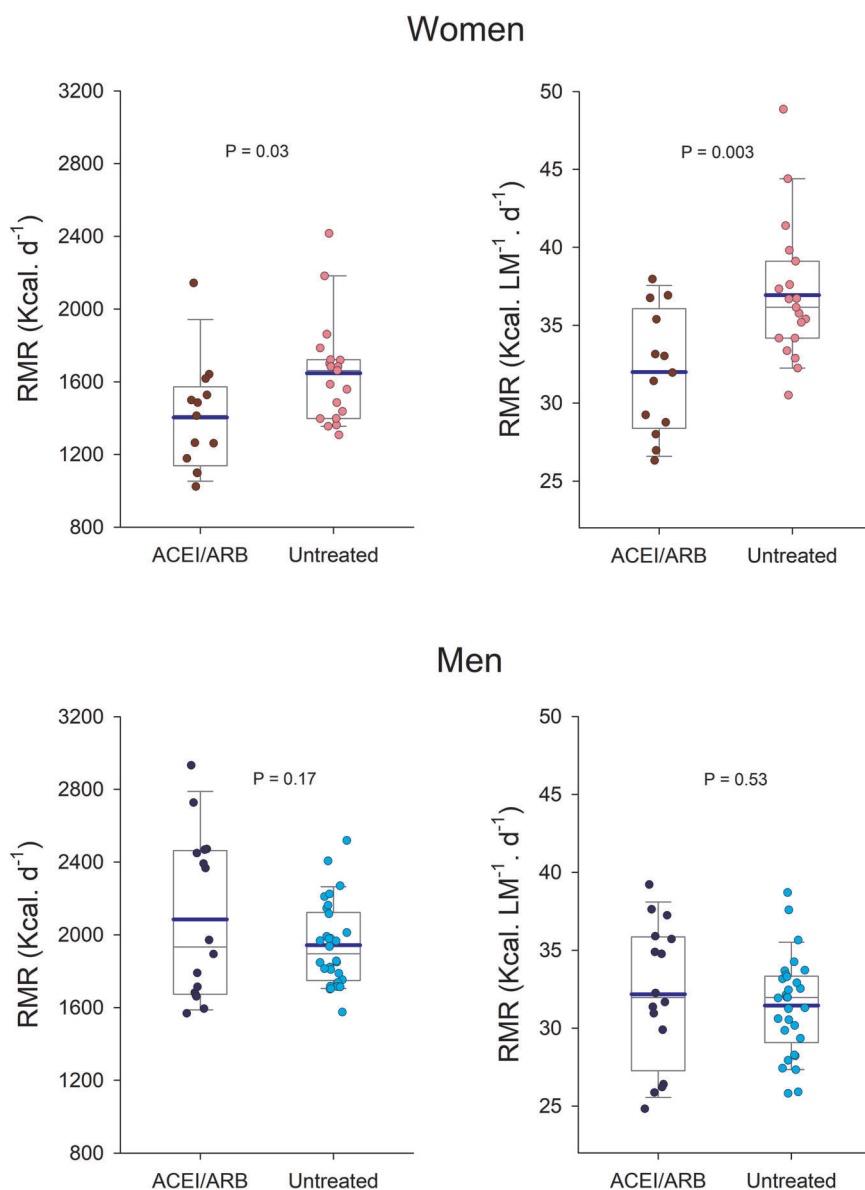 Women
3200
2800
2400
2000
1600
1200
800
RMR (Kcal. d⁻¹)
P = 0.03
ACEI/ARB Untreated
50
45
40
35
30
25
RMR (Kcal. LM⁻¹. d⁻¹)
P = 0.003
ACEI/ARB Untreated
Men
3200
2800
2400
2000
1600
1200
800
RMR (Kcal. d⁻¹)
P = 0.17
ACEI/ARB Untreated
50
45
40
35
30
25
RMR (Kcal. LM⁻¹. d⁻¹)
P = 0.53
ACEI/ARB Untreated